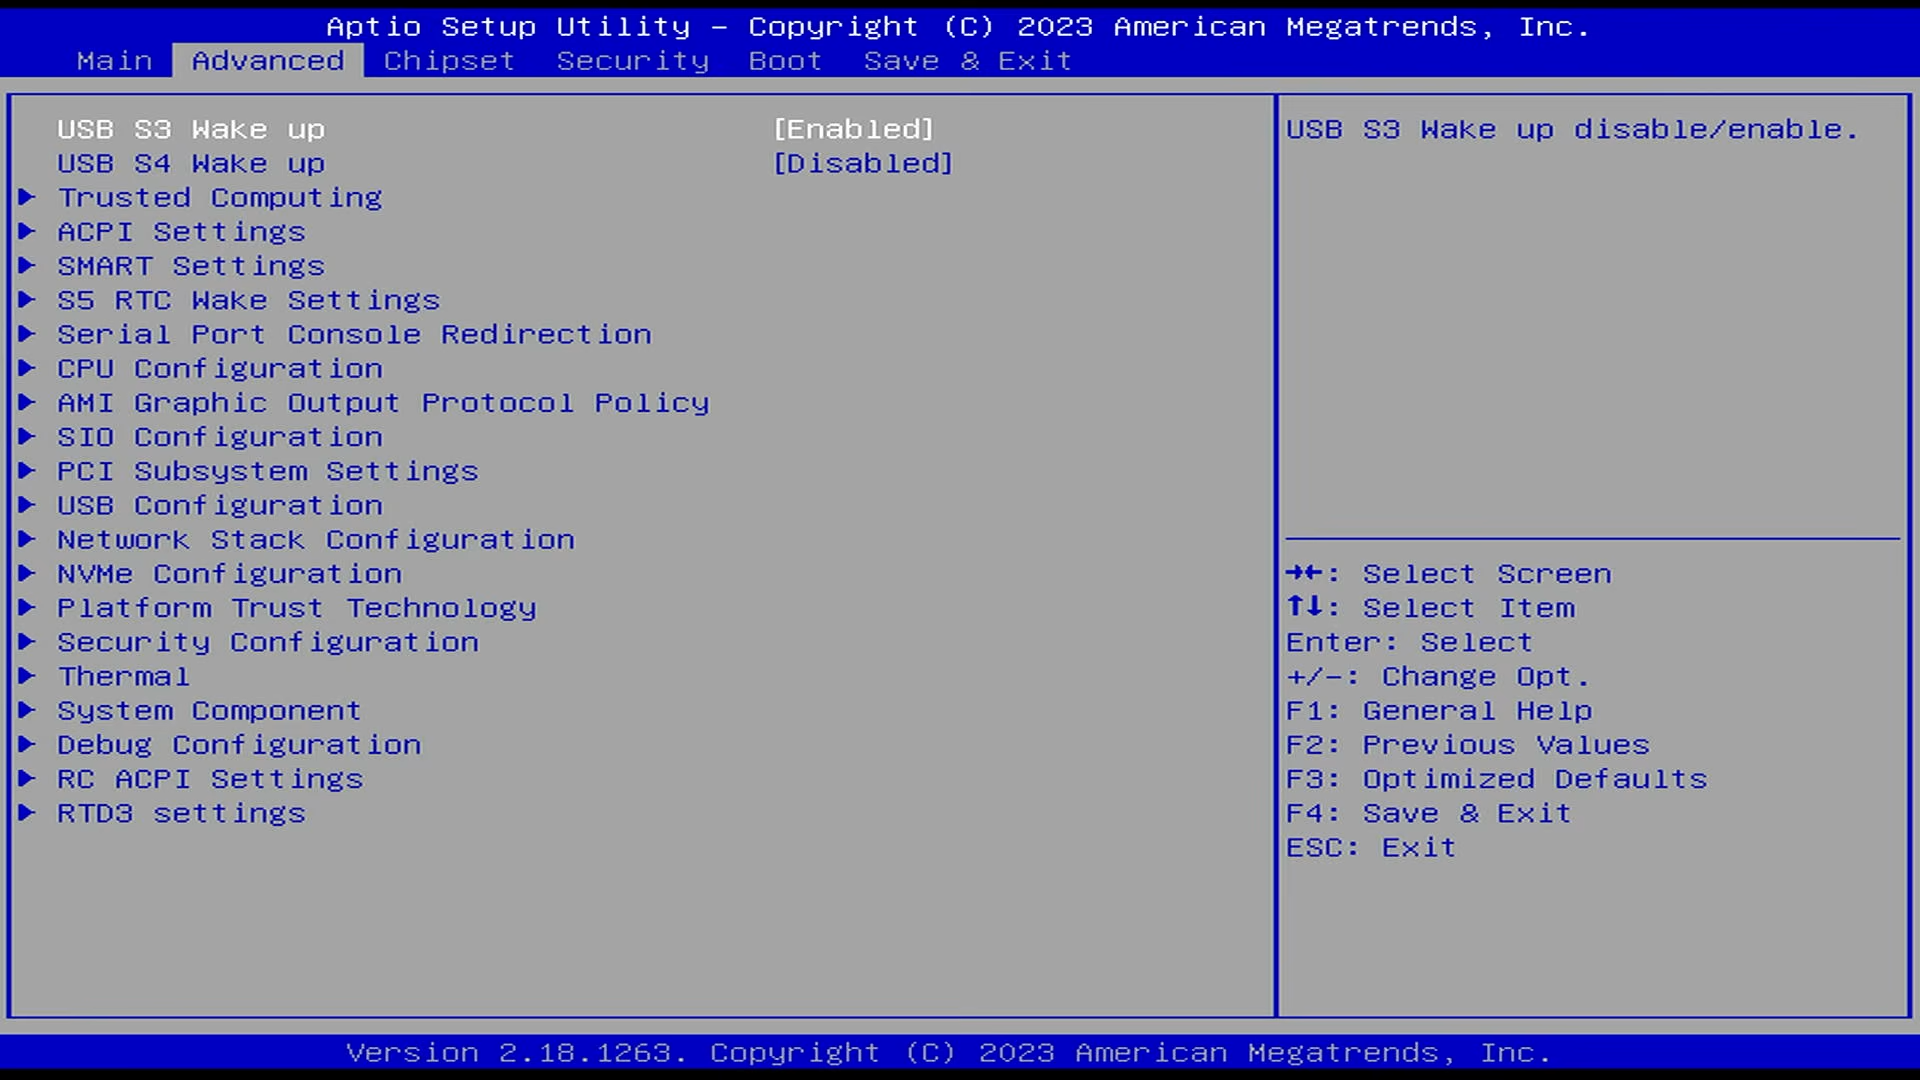 Aptio Setup Utility – Copyright (C) 2023 American Megatrends, Inc.
Main Advanced Chipset Security Boot Save & Exit
USB S3 Wake up [Enabled]
USB S4 Wake up [Disabled]
▶ Trusted Computing
▶ ACPI Settings
▶ SMART Settings
▶ S5 RTC Wake Settings
▶ Serial Port Console Redirection
▶ CPU Configuration
▶ AMI Graphic Output Protocol Policy
▶ SIO Configuration
▶ PCI Subsystem Settings
▶ USB Configuration
▶ Network Stack Configuration
▶ NVMe Configuration
▶ Platform Trust Technology
▶ Security Configuration
▶ Thermal
▶ System Component
▶ Debug Configuration
▶ RC ACPI Settings
▶ RTD3 settings
USB S3 Wake up disable/enable.
→←: Select Screen
↑↓: Select Item
Enter: Select
+/-: Change Opt.
F1: General Help
F2: Previous Values
F3: Optimized Defaults
F4: Save & Exit
ESC: Exit
Version 2.18.1263. Copyright (C) 2023 American Megatrends, Inc.